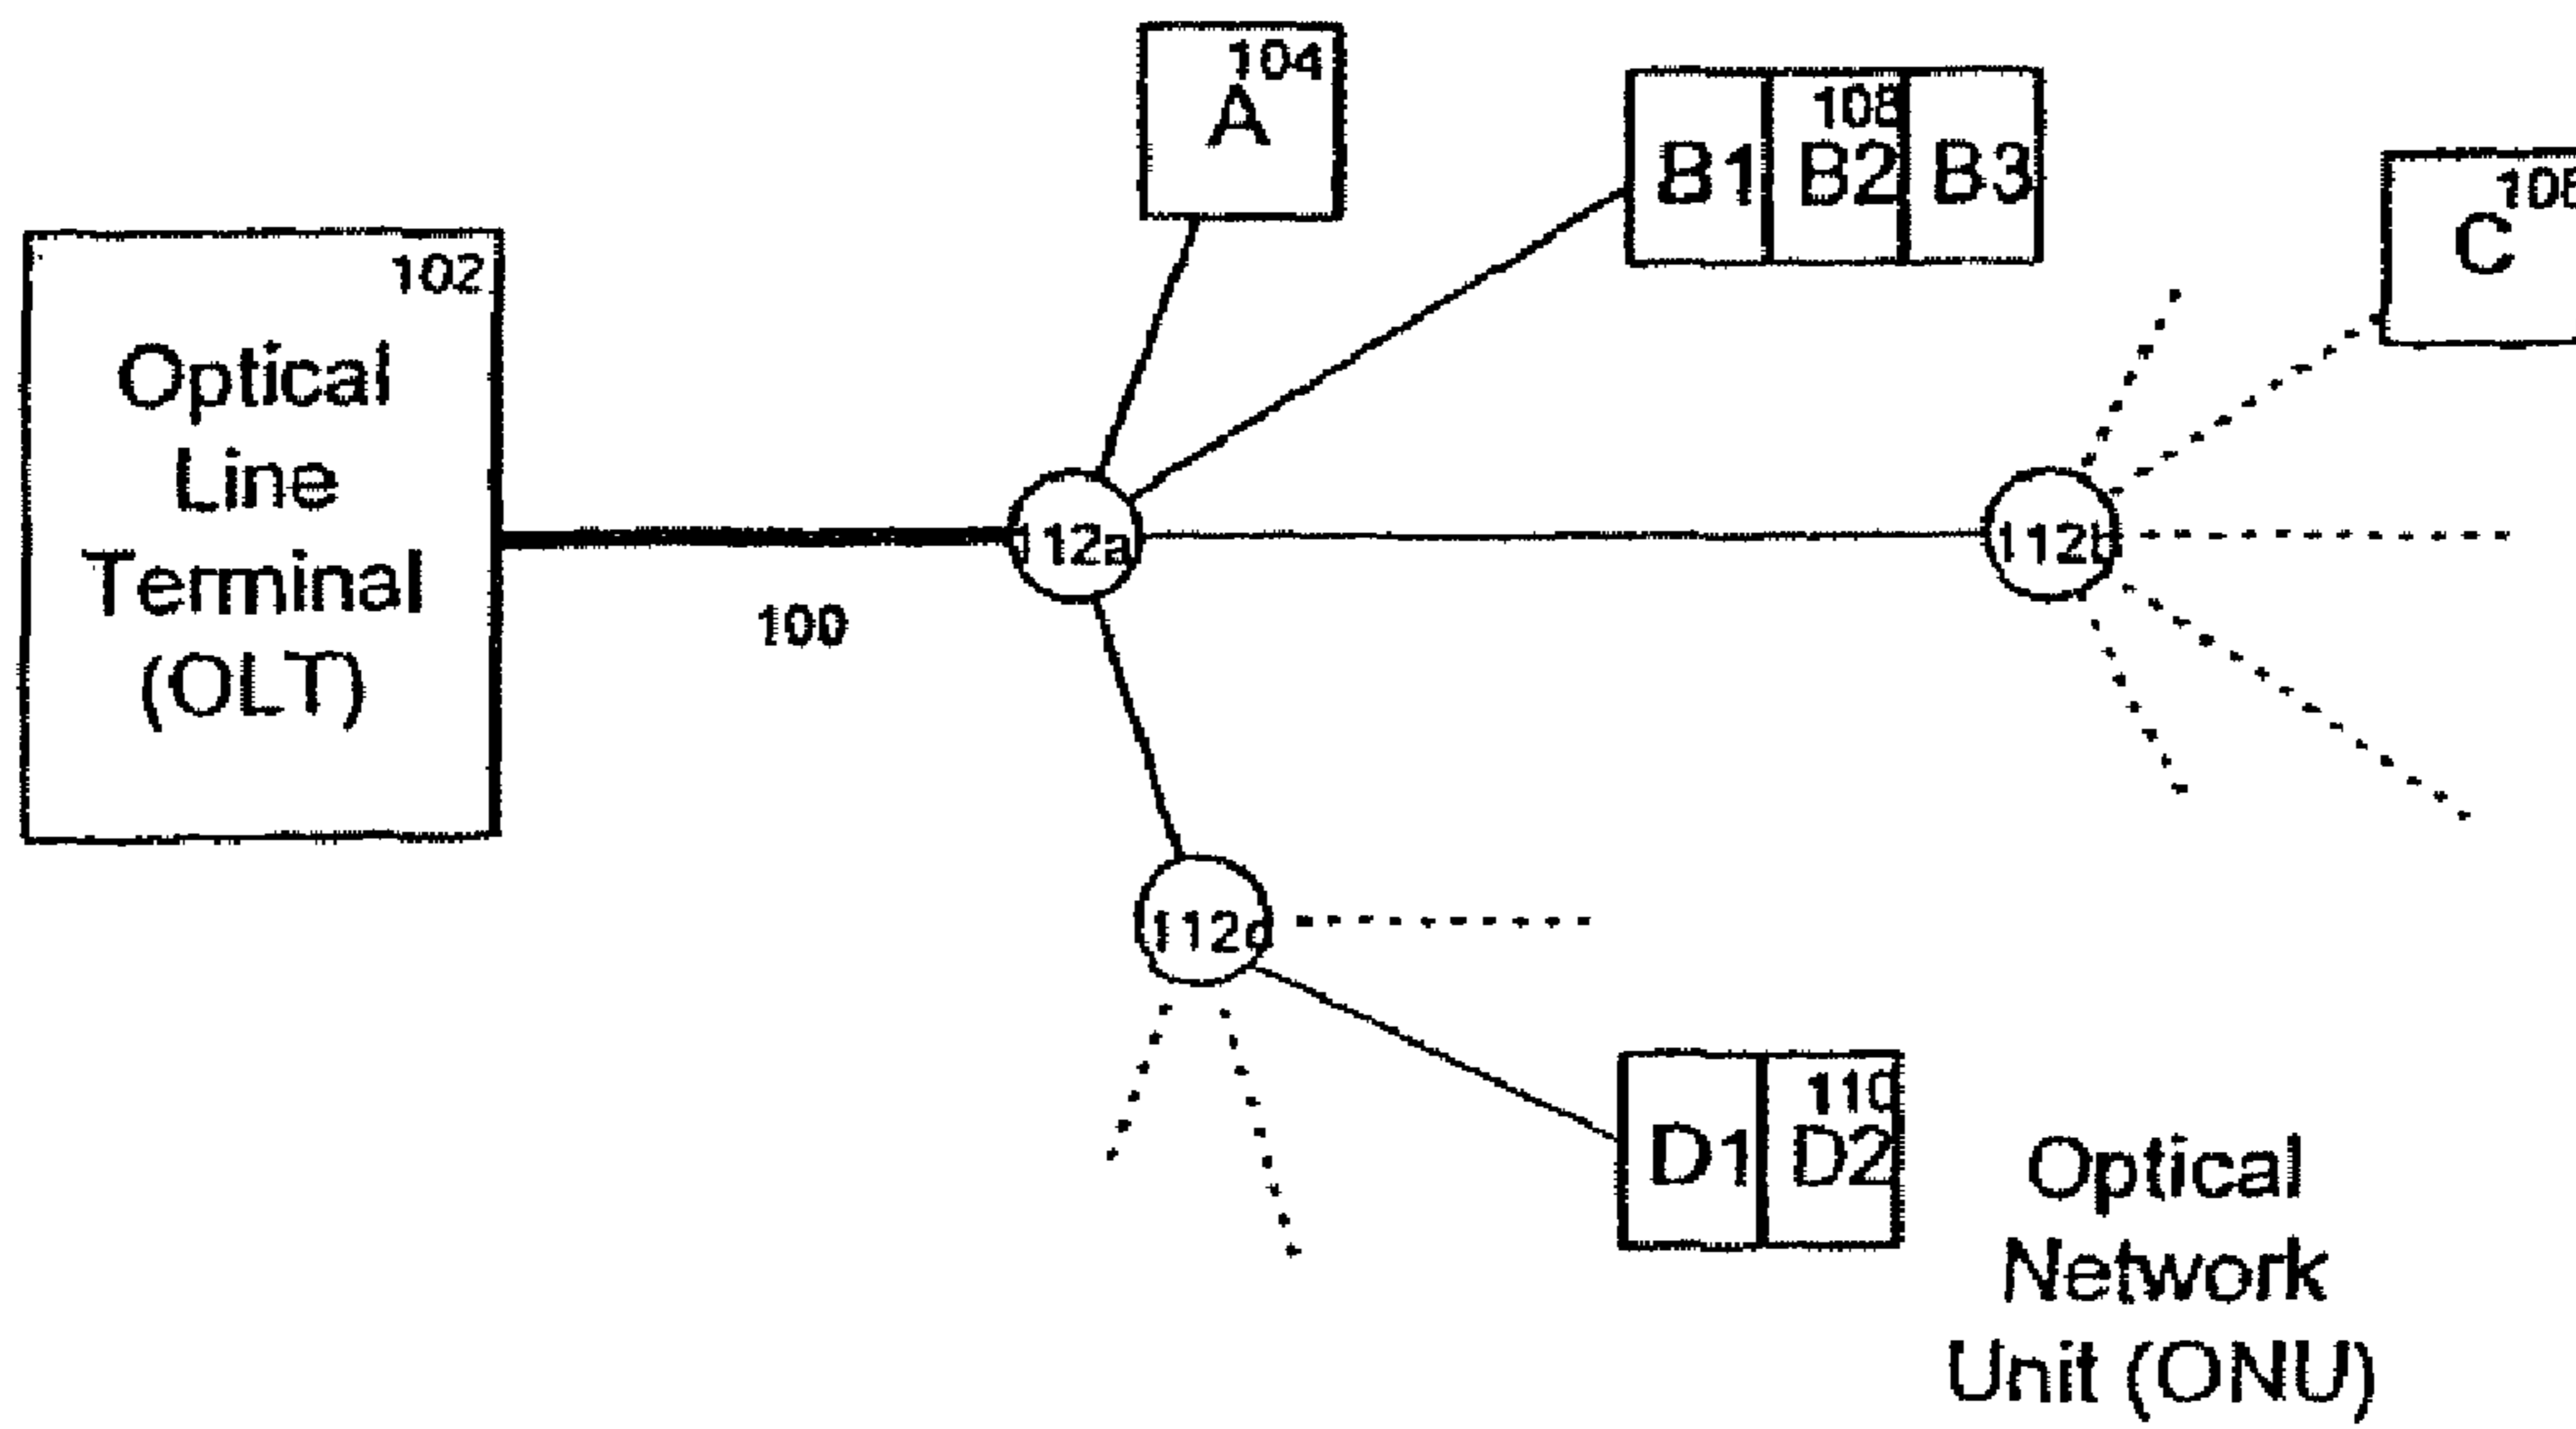 104
A
108
B1 B2 B3
C
102
Optical
Line
Terminal
(OLT)
112a
112b
100
110
D1 D2
Optical
Network
Unit (ONU)